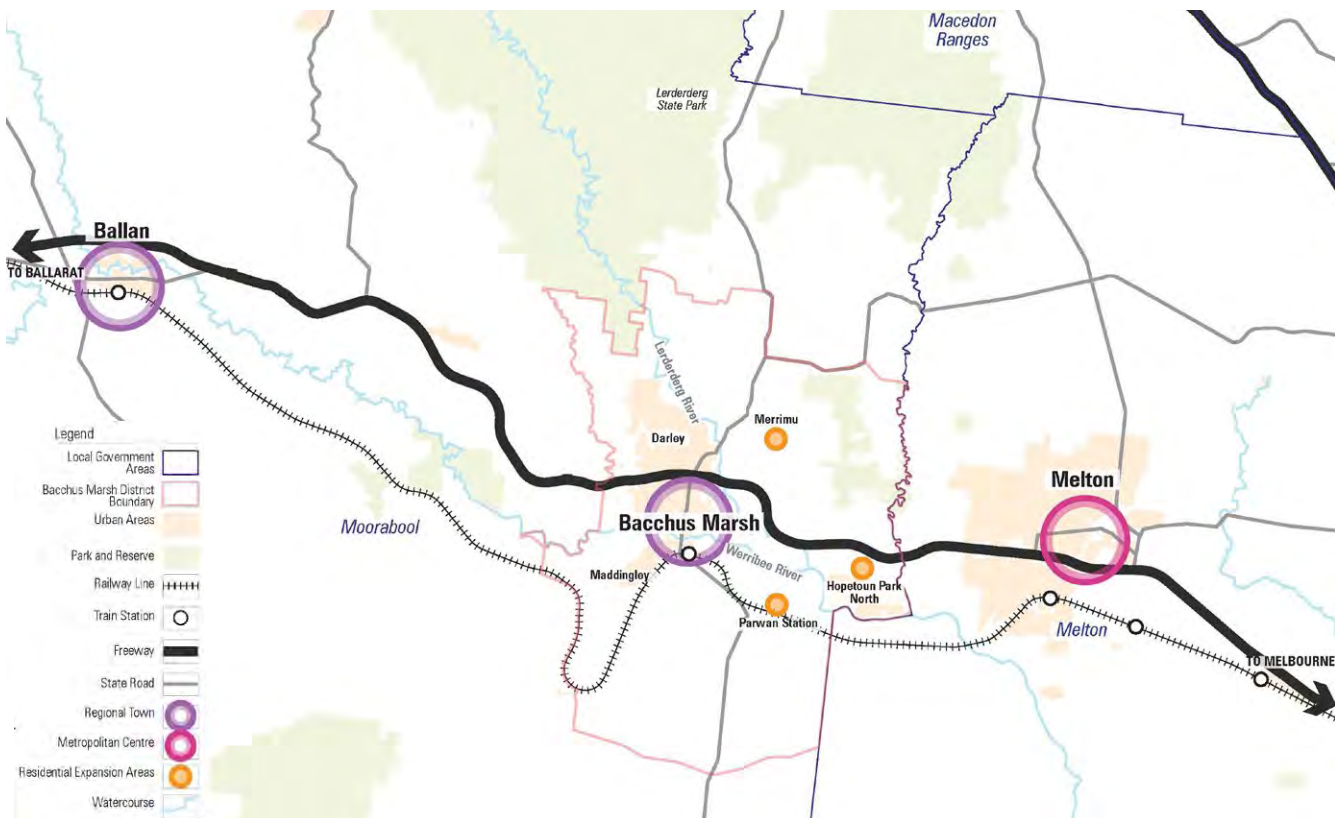 Macedon
Ranges
Lerderderg
State Park
Ballan
TO BALLARAT
Lerderderg River
Merrimu
Darley
Legend
Local Government
Areas
Bacchus Marsh District
Boundary
Urban Areas
Park and Reserve
Railway Line
Train Station
Freeway
State Road
Regional Town
Metropolitan Centre
Residential Expansion Areas
Watercourse
Moorabool
Bacchus Marsh
Maddingley
Werribee River
Hopetoun Park
North
Parwan Station
Melton
Melton
TO MELBOURNE